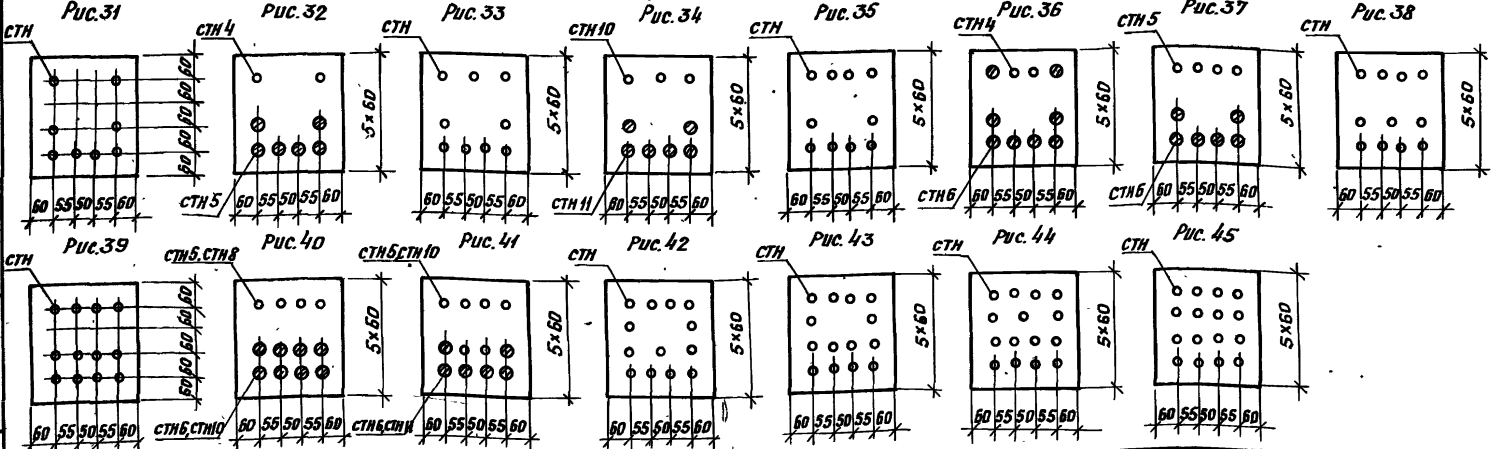 Рис.31 Рис.32 Рис.33 Рис.34 Рис.35 Рис.36 Рис.37 Рис.38
СТН СТН4 СТН СТН10 СТН СТН4 СТН5 СТН
60 60 60 60 60 5×60 5×60 5×60 5×60 5×60 5×60 5×60
СТН5 СТН11 СТН6 СТН6
60 55 50 55 60 60 55 50 55 60 60 55 50 55 60 60 55 50 55 60 60 55 50 55 60 60 55 50 55 60 60 55 50 55 60 60 55 50 55 60
Рис.39 Рис.40 Рис.41 Рис.42 Рис.43 Рис.44 Рис.45
СТН СТН5,СТН8 СТН5,СТН10 СТН СТН СТН СТН
60 60 60 60 60 5×60 5×60 5×60 5×60 5×60 5×60
СТН6,СТН10 СТН6,СТН11
60 55 50 55 60 60 55 50 55 60 60 55 50 55 60 60 55 50 55 60 60 55 50 55 60 60 55 50 55 60 60 55 50 55 60